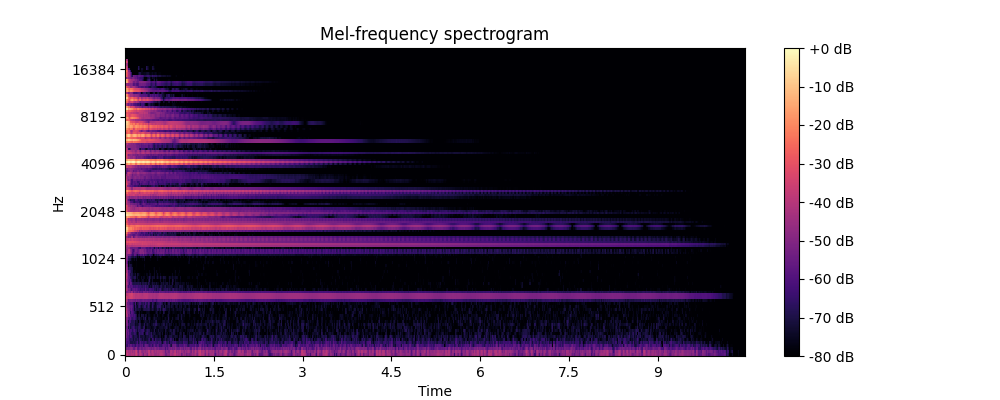 Mel-frequency spectrogram
Hz
16384
8192
4096
2048
1024
512
0
0 1.5 3 4.5 6 7.5 9
Time
+0 dB
-10 dB
-20 dB
-30 dB
-40 dB
-50 dB
-60 dB
-70 dB
-80 dB